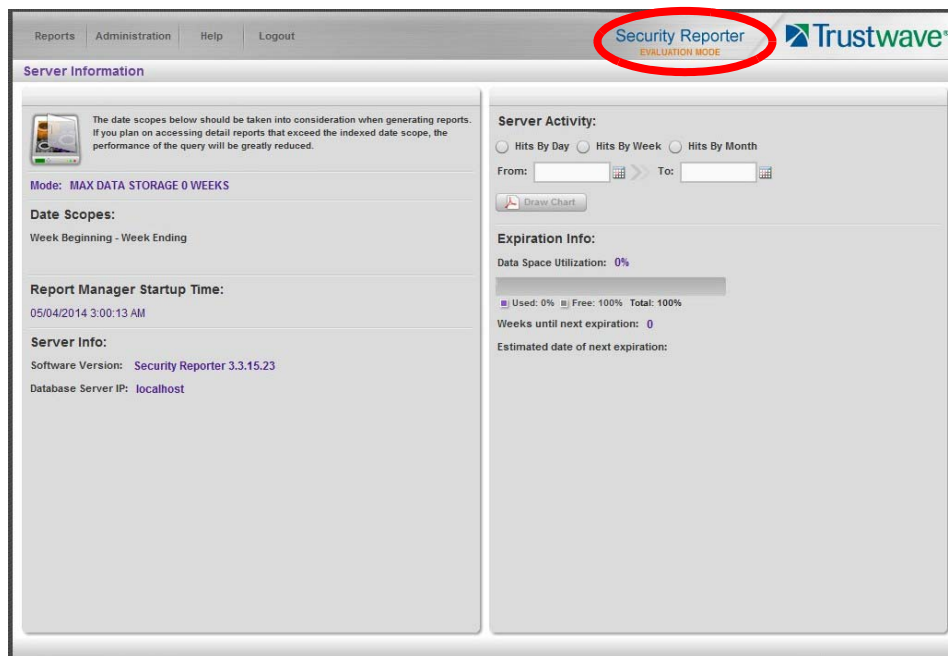 Reports Administration Help Logout
Security Reporter
EVALUATION MODE
Trustwave®
Server Information
The date scopes below should be taken into consideration when generating reports.
If you plan on accessing detail reports that exceed the indexed date scope, the
performance of the query will be greatly reduced.
Mode: MAX DATA STORAGE 0 WEEKS
Date Scopes:
Week Beginning - Week Ending
Report Manager Startup Time:
05/04/2014 3:00:13 AM
Server Info:
Software Version: Security Reporter 3.3.15.23
Database Server IP: localhost
Server Activity:
Hits By Day Hits By Week Hits By Month
From: To:
Draw Chart
Expiration Info:
Data Space Utilization: 0%
Used: 0% Free: 100% Total: 100%
Weeks until next expiration: 0
Estimated date of next expiration: